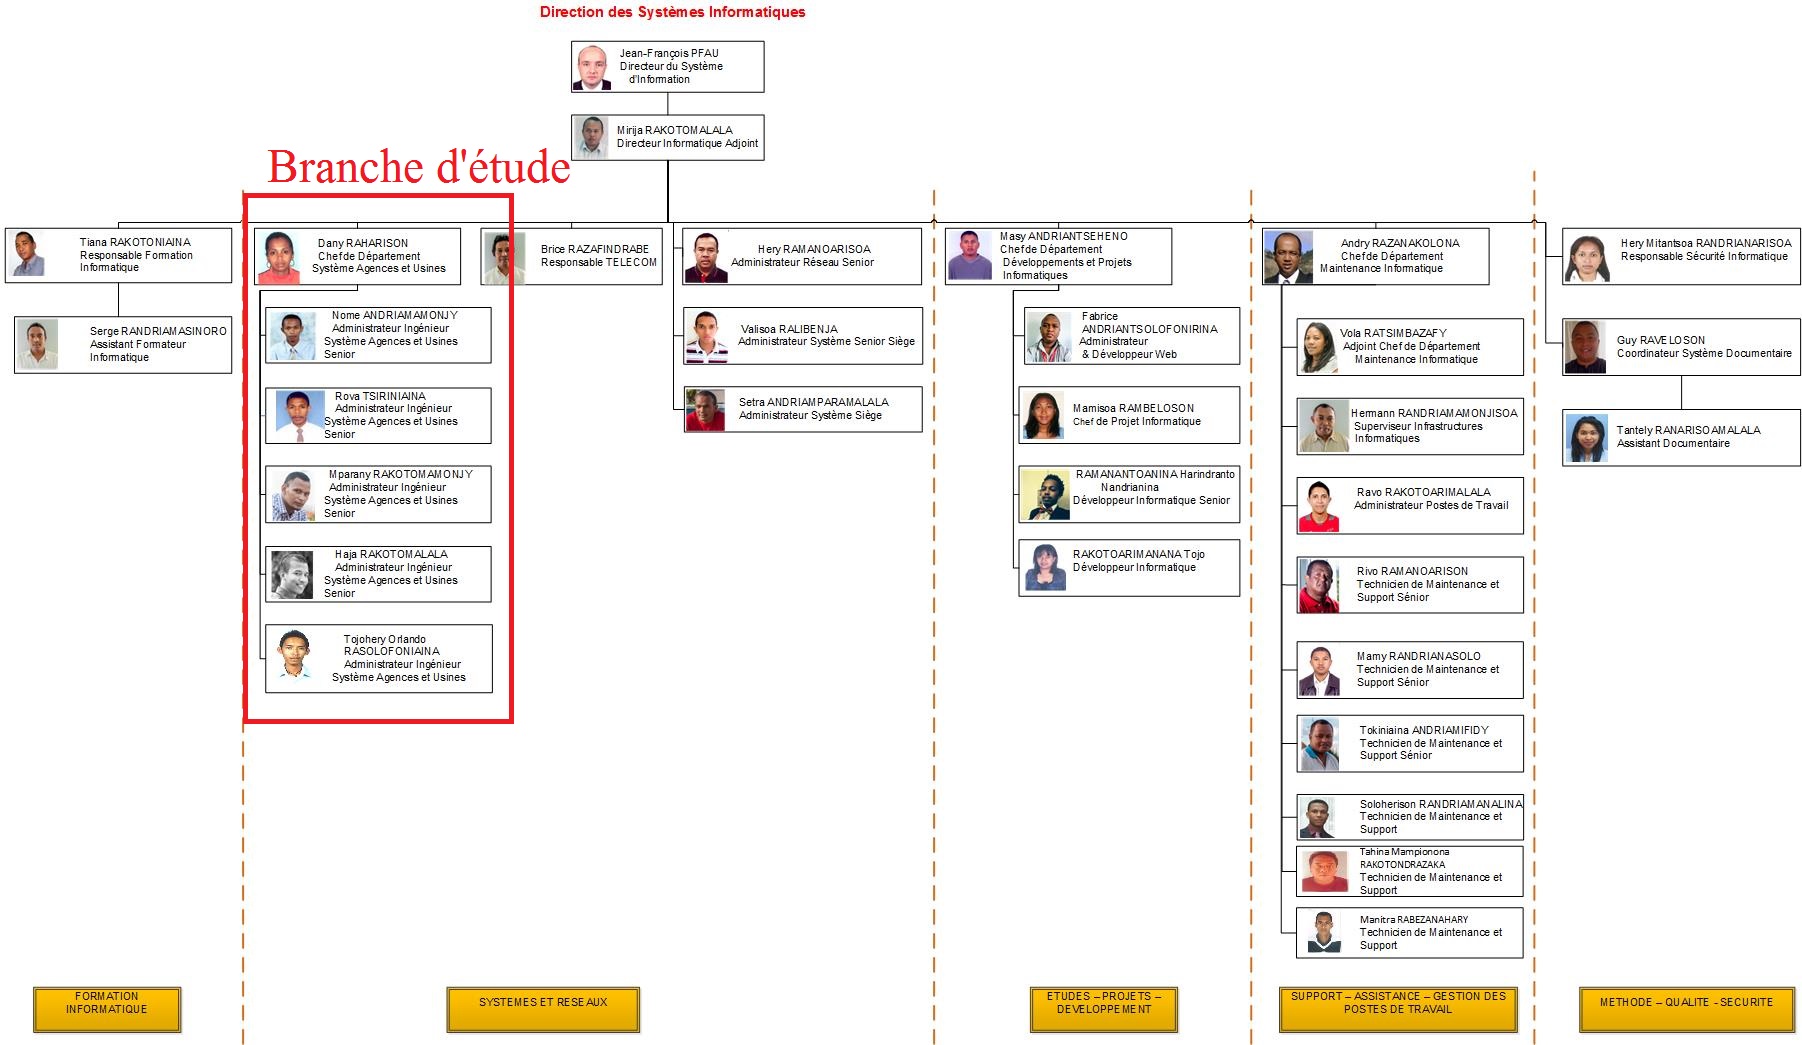 Direction des Systèmes Informatiques
Jean-François PFAU
Directeur du Système
d'Information
Mirija RAKOTOMALALA
Directeur Informatique Adjoint
Branche d'étude
Tiana RAKOTONIAINA
Responsable Formation
Informatique
Serge RANDRIAMASINORO
Assistant Formateur
Informatique
Dany RAHARISON
Chef de Département
Système Agences et Usines
Nome ANDRIAMAMONJY
Administrateur Ingénieur
Système Agences et Usines
Senior
Rova TSIRINIAINA
Administrateur Ingénieur
Système Agences et Usines
Senior
Mparany RAKOTOMAMONJY
Administrateur Ingénieur
Système Agences et Usines
Senior
Haja RAKOTOMALALA
Administrateur Ingénieur
Système Agences et Usines
Senior
Tojohery Orlando
RASOLOFONIAINA
Administrateur Ingénieur
Système Agences et Usines
Brice RAZAFINDRABE
Responsable TELECOM
Hery RAMANOARISOA
Administrateur Réseau Senior
Valisoa RALIBENJA
Administrateur Système Senior Siège
Setra ANDRIAMPARAMALALA
Administrateur Système Siège
Masy ANDRIANTSEHENO
Chef de Département
Développements et Projets
Informatiques
Fabrice
ANDRIANTSOLOFONIRINA
Administrateur
& Développeur Web
Mamisoa RAMBELOSON
Chef de Projet Informatique
RAMANANTOANINA Harindranto
Nandrianina
Développeur Informatique Senior
RAKOTOARIMANANA Tojo
Développeur Informatique
Andry RAZANAKOLONA
Chef de Département
Maintenance Informatique
Vola RATSIMBAZAFY
Adjoint Chef de Département
Maintenance Informatique
Hermann RANDRIAMAMONJISOA
Superviseur Infrastructures
Informatiques
Ravo RAKOTOARIMALALA
Administrateur Postes de Travail
Rivo RAMANOARISON
Technicien de Maintenance et
Support Sénior
Mamy RANDRIANASOLO
Technicien de Maintenance et
Support Sénior
Tokiniaina ANDRIAMIFIDY
Technicien de Maintenance et
Support Sénior
Soloherison RANDRIAMANALINA
Technicien de Maintenance et
Support
Tahina Mampionona
RAKOTONDRAZAKA
Technicien de Maintenance et
Support
Manitra RABEZANAHARY
Technicien de Maintenance et
Support
Hery Mitantsoa RANDRIANARISOA
Responsable Sécurité Informatique
Guy RAVELOSON
Coordinateur Système Documentaire
Tantely RANARISOAMALALA
Assistant Documentaire
FORMATION
INFORMATIQUE
SYSTEMES ET RESEAUX
ETUDES – PROJETS –
DEVELOPPEMENT
SUPPORT – ASSISTANCE – GESTION DES
POSTES DE TRAVAIL
METHODE – QUALITE - SECURITE